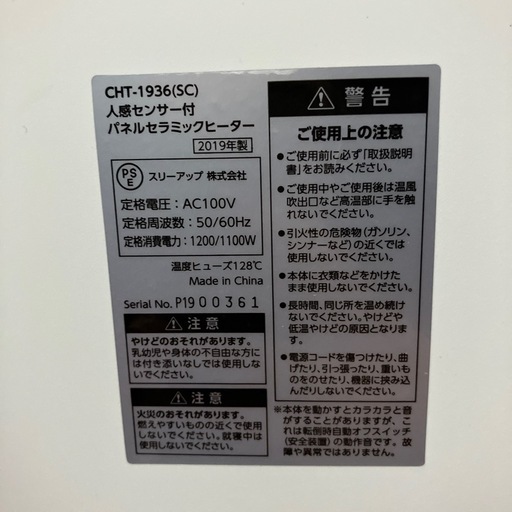 CHT-1936(SC)
人感センサー付
パネルセラミックヒーター
2019年製
PS
E
スリーアップ 株式会社
定格電圧：AC100V
定格周波数：50/60Hz
定格消費電力：1200/1100W
温度ヒューズ128℃
Made in China
Serial No. P1900361
注意
やけどのおそれがあります。
乳幼児や身体の不自由な方に
は付き添いなしでは使用しな
いでください。
注意
火災のおそれがあります。
燃えやすいものの近くで使用
しないでください。就寝中は
使用しないでください。
警告
ご使用上の注意
●ご使用前に必ず「取扱説明
書」をお読みください。
●ご使用中やご使用後は温風
吹出口など高温部に手を触
れないでください。
●引火性の危険物(ガソリン、
シンナーなど)の近くでは
使用しないでください。
●本体に衣類などをかけた
まま使用しないでください。
●長時間、同じ所を温め続け
ないでください。やけどや
低温やけどの原因となりま
す。
●電源コードを傷つけたり、曲
げたり、引っ張ったり、重いも
のをのせたり、機器に挟み込
んだりしないでください。
※本体を動かすとカラカラと音
がすることがありますが、こ
れは転倒時自動オフスイッチ
(安全装置)の動作音です。故
障や異常ではありません。